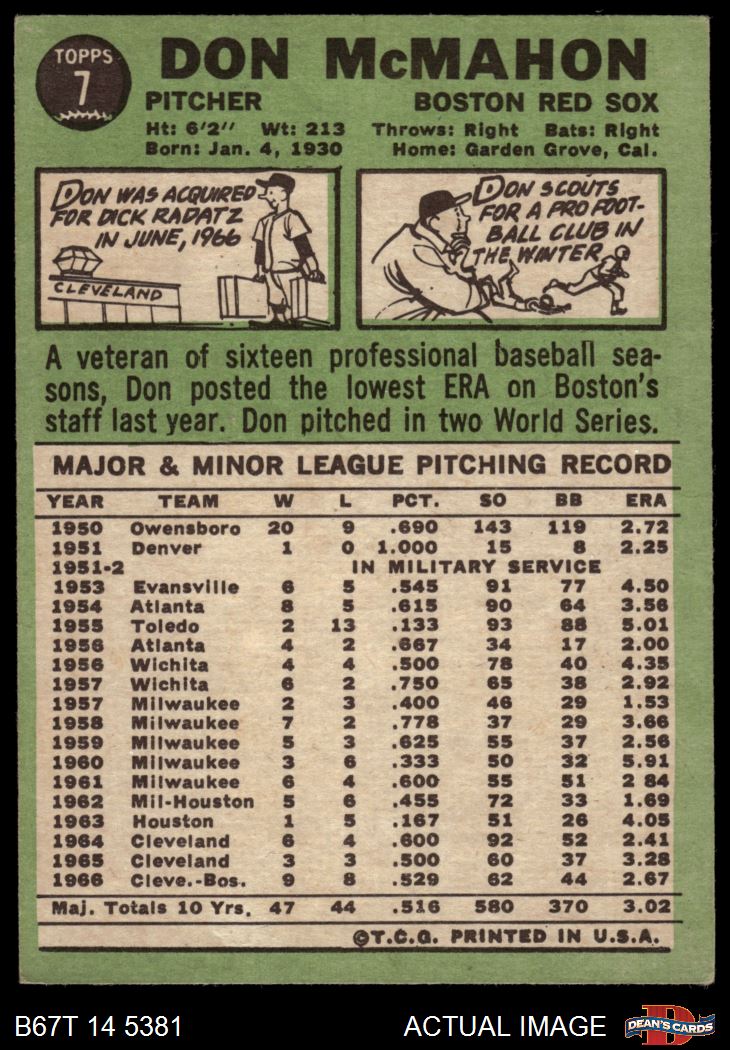 TOPPS
7
DON McMAHON
PITCHER BOSTON RED SOX
Ht: 6'2" Wt: 213 Throws: Right Bats: Right
Born: Jan. 4, 1930 Home: Garden Grove, Cal.
DON WAS ACQUIRED
FOR DICK RADATZ
IN JUNE, 1966
CLEVELAND
DON SCOUTS
FOR A PRO FOOT-
BALL CLUB IN
THE WINTER
A veteran of sixteen professional baseball sea-
sons, Don posted the lowest ERA on Boston's
staff last year. Don pitched in two World Series.
MAJOR & MINOR LEAGUE PITCHING RECORD
YEAR TEAM W L PCT. SO BB ERA
1950 Owensboro 20 9 .690 143 119 2.72
1951 Denver 1 0 1.000 15 8 2.25
1951-2 IN MILITARY SERVICE
1953 Evansville 6 5 .545 91 77 4.50
1954 Atlanta 8 5 .615 90 64 3.56
1955 Toledo 2 13 .133 93 88 5.01
1956 Atlanta 4 2 .667 34 17 2.00
1956 Wichita 4 4 .500 78 40 4.35
1957 Wichita 6 2 .750 65 38 2.92
1957 Milwaukee 2 3 .400 46 29 1.53
1958 Milwaukee 7 2 .778 37 29 3.66
1959 Milwaukee 5 3 .625 55 37 2.56
1960 Milwaukee 3 6 .333 50 32 5.91
1961 Milwaukee 6 4 .600 55 51 2 84
1962 Mil-Houston 5 6 .455 72 33 1.69
1963 Houston 1 5 .167 51 26 4.05
1964 Cleveland 6 4 .600 92 52 2.41
1965 Cleveland 3 3 .500 60 37 3.28
1966 Cleve.-Bos. 9 8 .529 62 44 2.67
Maj. Totals 10 Yrs. 47 44 .516 580 370 3.02
©T.C.G. PRINTED IN U.S.A.
B67T 14 5381 ACTUAL IMAGE D DEAN'S CARDS